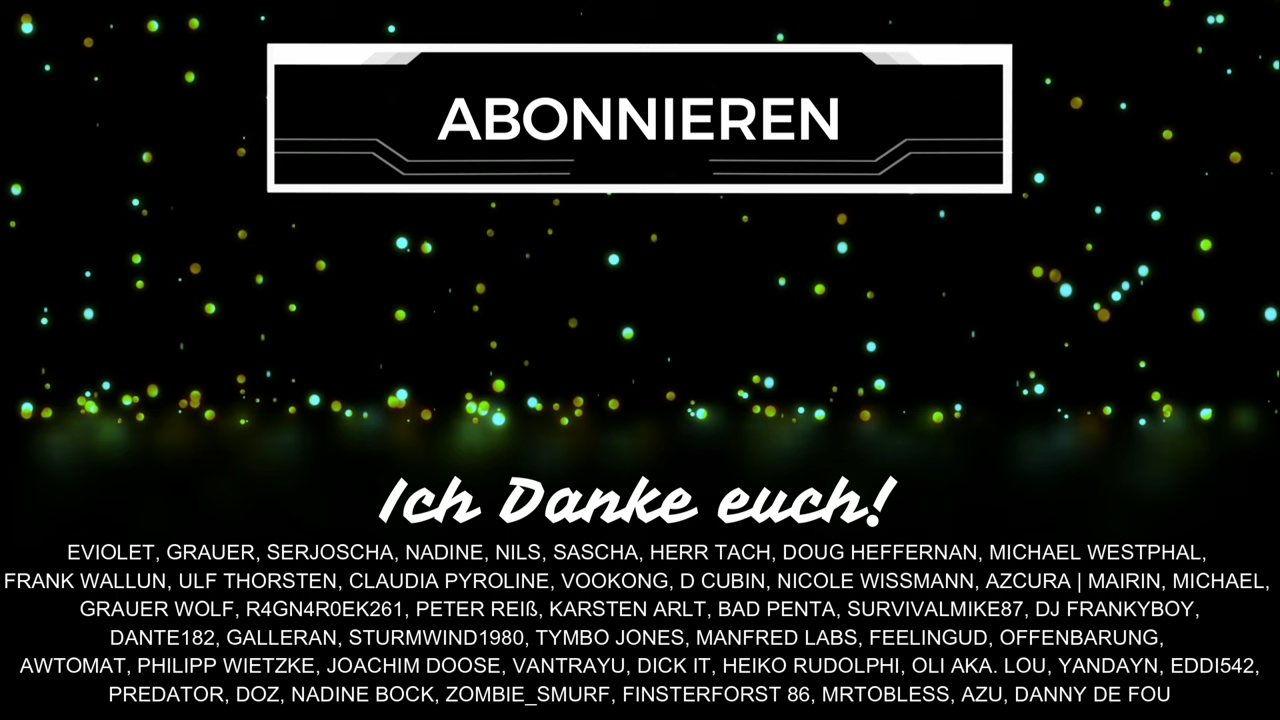 ABONNIEREN
Ich Danke euch!
EVIOLET, GRAUER, SERJOSCHA, NADINE, NILS, SASCHA, HERR TACH, DOUG HEFFERNAN, MICHAEL WESTPHAL,
FRANK WALLUN, ULF THORSTEN, CLAUDIA PYROLINE, VOOKONG, D CUBIN, NICOLE WISSMANN, AZCURA | MAIRIN, MICHAEL,
GRAUER WOLF, R4GN4R0EK261, PETER REIß, KARSTEN ARLT, BAD PENTA, SURVIVALMIKE87, DJ FRANKYBOY,
DANTE182, GALLERAN, STURMWIND1980, TYMBO JONES, MANFRED LABS, FEELINGUD, OFFENBARUNG,
AWTOMAT, PHILIPP WIETZKE, JOACHIM DOOSE, VANTRAYU, DICK IT, HEIKO RUDOLPHI, OLI AKA. LOU, YANDAYN, EDDI542,
PREDATOR, DOZ, NADINE BOCK, ZOMBIE_SMURF, FINSTERFORST 86, MRTOBLESS, AZU, DANNY DE FOU